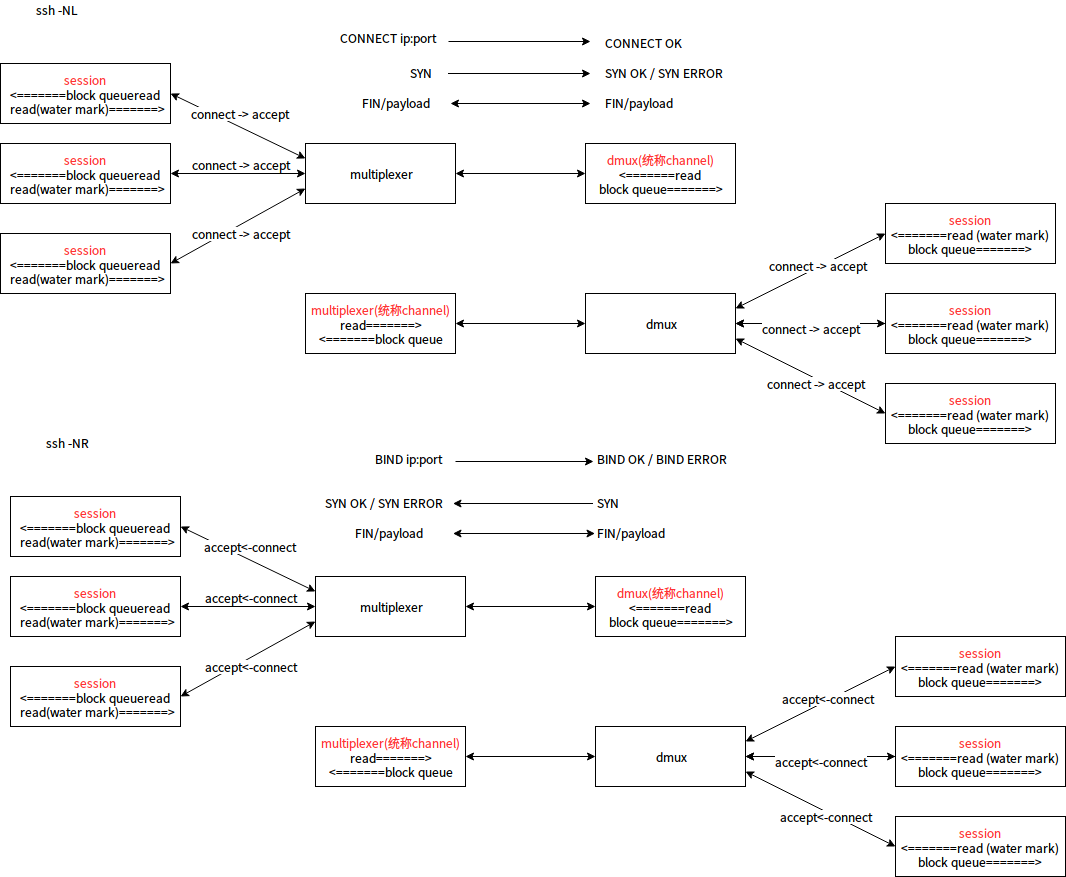 ssh -NL
CONNECT ip:port
CONNECT OK
SYN
SYN OK / SYN ERROR
FIN/payload
FIN/payload
session
<=======block queueread
read(water mark)=======>
connect -> accept
session
<=======block queueread
read(water mark)=======>
connect -> accept
multiplexer
dmux(统称channel)
<=======read
block queue=======>
session
<=======block queueread
read(water mark)=======>
connect -> accept
session
<=======read (water mark)
block queue=======>
connect -> accept
multiplexer(统称channel)
read=======>
<=======block queue
dmux
connect -> accept
session
<=======read (water mark)
block queue=======>
connect -> accept
session
<=======read (water mark)
block queue=======>
ssh -NR
BIND ip:port
BIND OK / BIND ERROR
SYN OK / SYN ERROR
SYN
FIN/payload
FIN/payload
session
<=======block queueread
read(water mark)=======>
accept<-connect
session
<=======block queueread
read(water mark)=======>
accept<-connect
multiplexer
dmux(统称channel)
<=======read
block queue=======>
session
<=======block queueread
read(water mark)=======>
accept<-connect
session
<=======read (water mark)
block queue=======>
accept<-connect
multiplexer(统称channel)
read=======>
<=======block queue
dmux
accept<-connect
session
<=======read (water mark)
block queue=======>
accept<-connect
session
<=======read (water mark)
block queue=======>